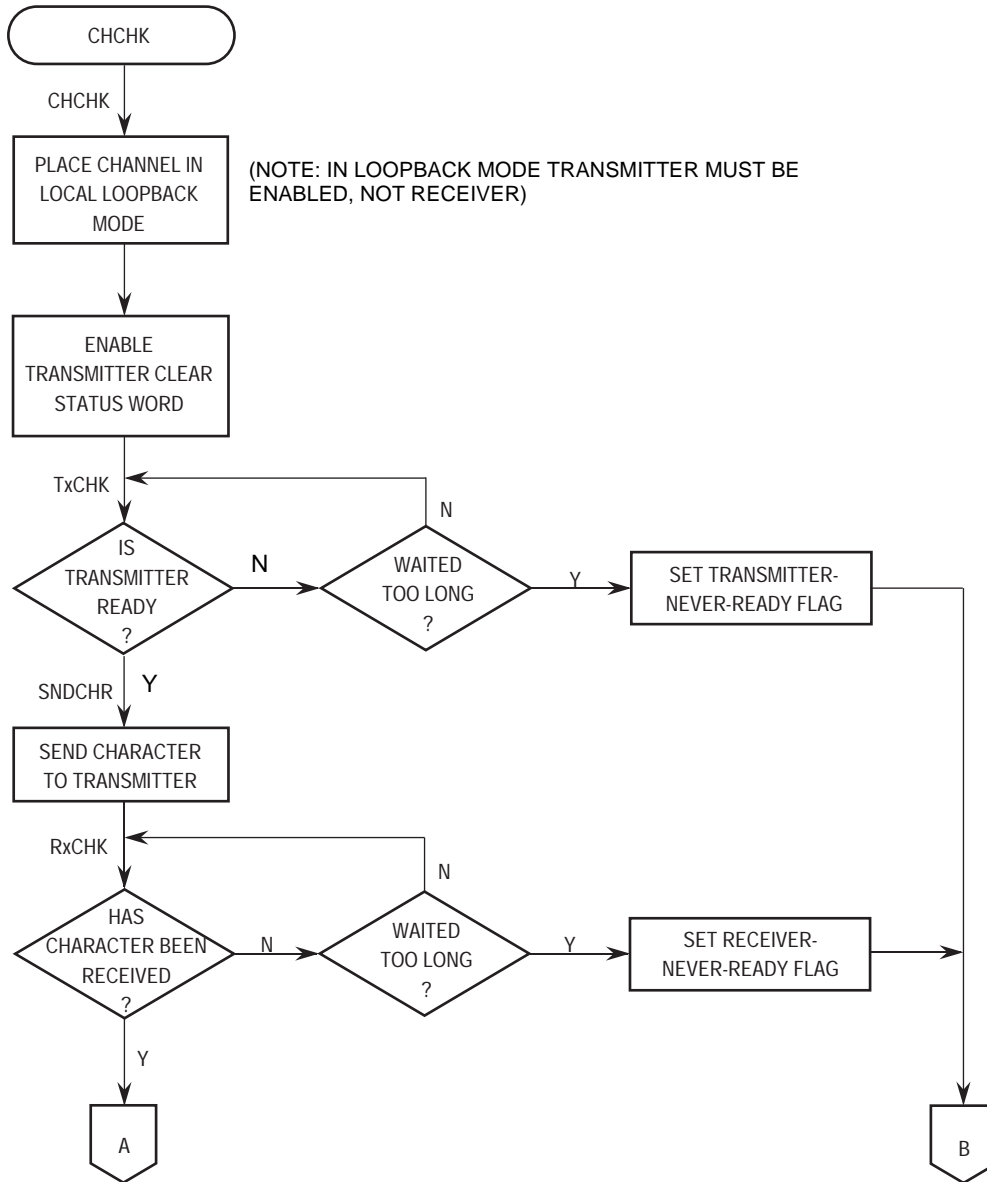 CHCHK
CHCHK
PLACE CHANNEL IN
LOCAL LOOPBACK
MODE
(NOTE: IN LOOPBACK MODE TRANSMITTER MUST BE
ENABLED, NOT RECEIVER)
ENABLE
TRANSMITTER CLEAR
STATUS WORD
TxCHK
N
IS
TRANSMITTER
READY
?
N
WAITED
TOO LONG
?
Y
SET TRANSMITTER-
NEVER-READY FLAG
SNDCHR
Y
SEND CHARACTER
TO TRANSMITTER
RxCHK
N
HAS
CHARACTER BEEN
RECEIVED
?
N
WAITED
TOO LONG
?
Y
SET RECEIVER-
NEVER-READY FLAG
Y
A
B